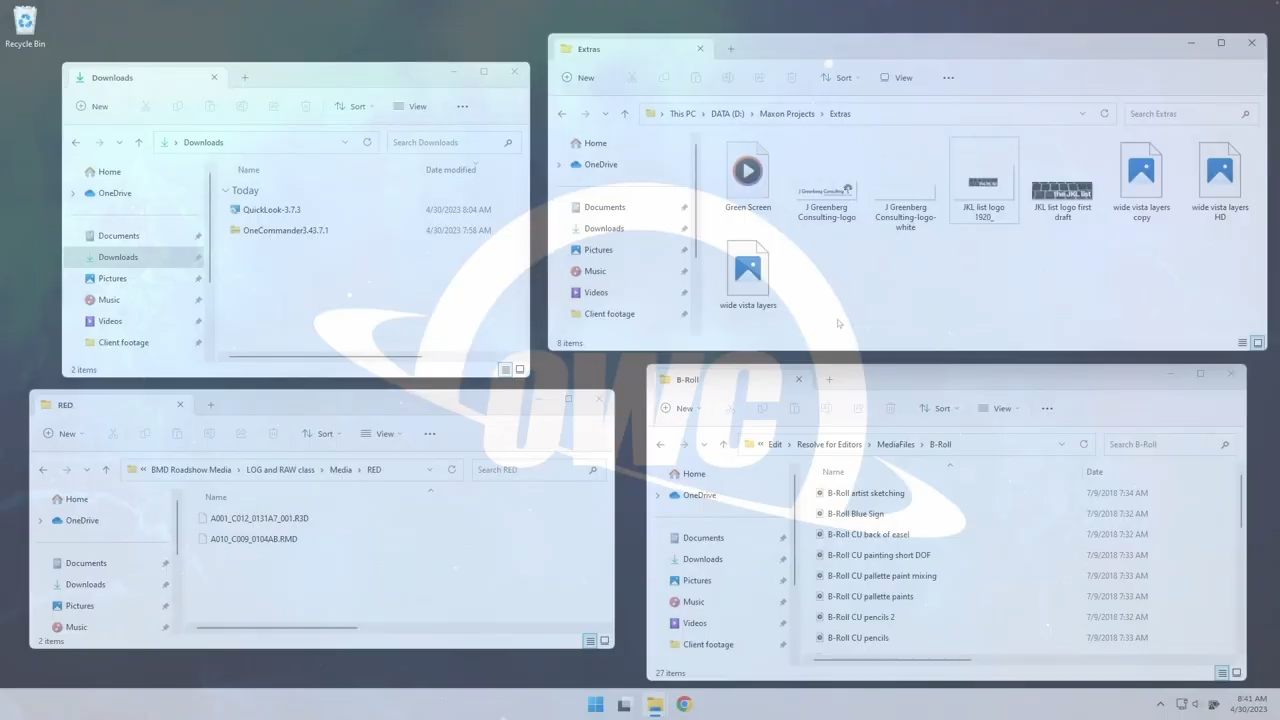 Recycle Bin
Downloads
New
Sort
View
Downloads
Search Downloads
Home
OneDrive
Documents
Downloads
Pictures
Music
Videos
Client footage
Name
Date modified
Today
QuickLook-3.7.3
4/30/2023 8:04 AM
OneCommander3.43.7.1
4/30/2023 7:58 AM
2 items
Extras
New
Sort
View
This PC
DATA (D:)
Maxon Projects
Extras
Search Extras
Home
OneDrive
Documents
Downloads
Pictures
Music
Videos
Client footage
Green Screen
J Greenberg Consulting
J Greenberg
Consulting-logo
J Greenberg
Consulting-logo-
white
JKL list logo
1920_
the JKL list
JKL list logo first
draft
wide vista layers
copy
wide vista layers
HD
wide vista layers
8 items
OWC
RED
New
Sort
View
BMD Roadshow Media
LOG and RAW class
Media
RED
Search RED
Home
OneDrive
Documents
Downloads
Pictures
Music
Name
A001_C012_0131A7_001.R3D
A010_C009_0104AB.RMD
2 items
B-Roll
New
Sort
View
Edit
Resolve for Editors
MediaFiles
B-Roll
Search B-Roll
Home
OneDrive
Documents
Downloads
Pictures
Music
Videos
Client footage
Name
Date
B-Roll artist sketching
7/9/2018 7:34 AM
B-Roll Blue Sign
7/9/2018 7:32 AM
B-Roll CU back of easel
7/9/2018 7:32 AM
B-Roll CU painting short DOF
7/9/2018 7:33 AM
B-Roll CU pallette paint mixing
7/9/2018 7:33 AM
B-Roll CU pallette paints
7/9/2018 7:33 AM
B-Roll CU pencils 2
7/9/2018 7:32 AM
B-Roll CU pencils
7/9/2018 7:33 AM
27 items
8:41 AM
4/30/2023